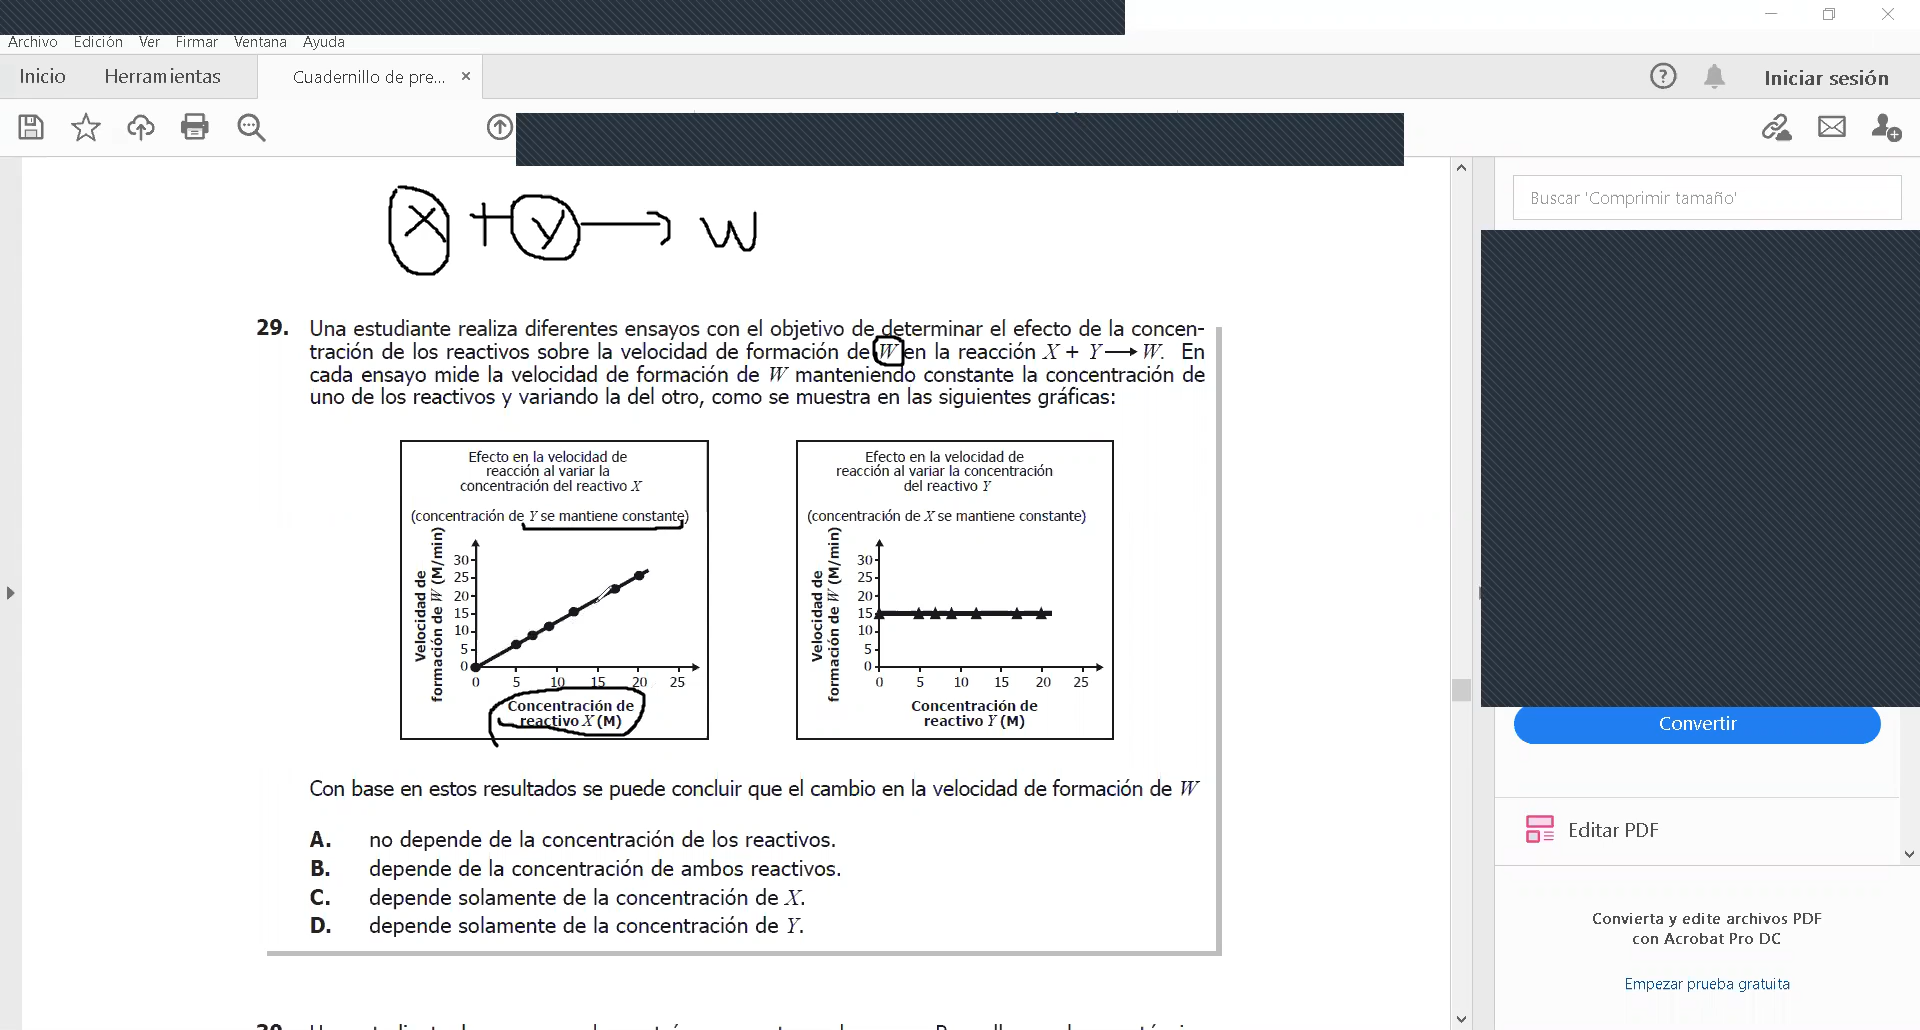 Archivo Edición Ver Firmar Ventana Ayuda
Inicio Herramientas Cuadernillo de pre... × Iniciar sesión
X + Y → W
Buscar 'Comprimir tamaño'
29. Una estudiante realiza diferentes ensayos con el objetivo de determinar el efecto de la concen-
tración de los reactivos sobre la velocidad de formación de W en la reacción X + Y → W. En
cada ensayo mide la velocidad de formación de W manteniendo constante la concentración de
uno de los reactivos y variando la del otro, como se muestra en las siguientes gráficas:
Efecto en la velocidad de
reacción al variar la
concentración del reactivo X
(concentración de Y se mantiene constante)
Velocidad de
formación de W (M/min)
30
25
20
15
10
5
0
0 5 10 15 20 25
Concentración de
reactivo X (M)
Efecto en la velocidad de
reacción al variar la concentración
del reactivo Y
(concentración de X se mantiene constante)
Velocidad de
formación de W (M/min)
30
25
20
15
10
5
0
0 5 10 15 20 25
Concentración de
reactivo Y (M)
Con base en estos resultados se puede concluir que el cambio en la velocidad de formación de W
A. no depende de la concentración de los reactivos.
B. depende de la concentración de ambos reactivos.
C. depende solamente de la concentración de X.
D. depende solamente de la concentración de Y.
Convertir
Editar PDF
Convierta y edite archivos PDF
con Acrobat Pro DC
Empezar prueba gratuita